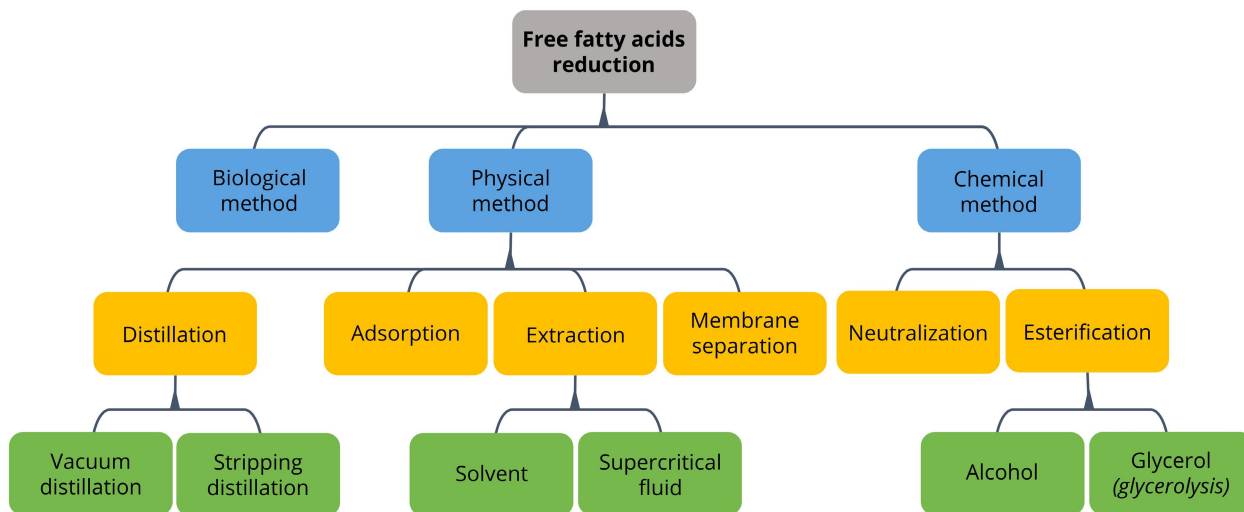 Free fatty acids
reduction
Biological
method
Physical
method
Chemical
method
Distillation
Adsorption
Extraction
Membrane
separation
Neutralization
Esterification
Vacuum
distillation
Stripping
distillation
Solvent
Supercritical
fluid
Alcohol
Glycerol
(glycerolysis)